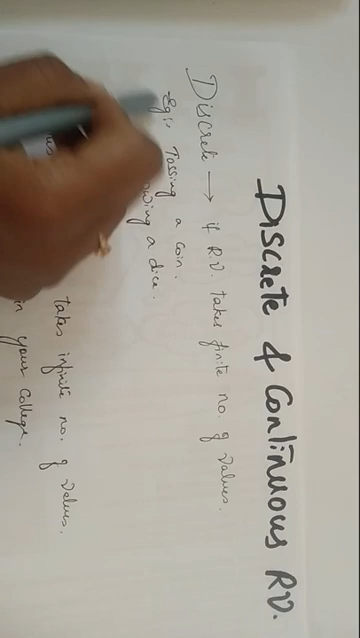 Discrete & Continuous RV.
Discrete → if R.V. takes finite no. of values.
Eg:- Tossing a coin.
a dice.
takes infinite no. of values.
in your College.